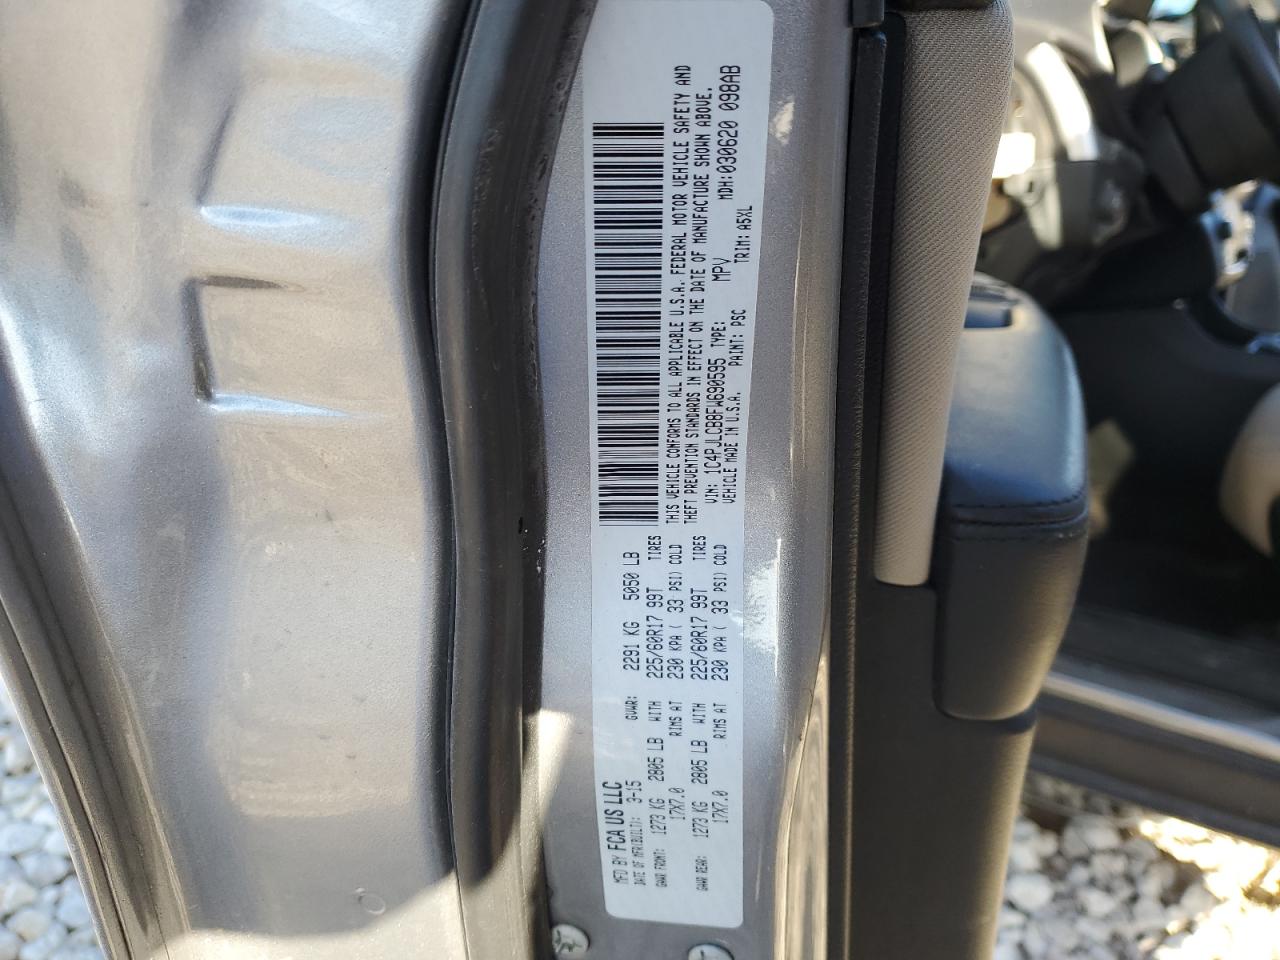 MFD BY FCA US LLC
DATE OF MFR(BUILT): 3-15 GVWR: 2291 KG 5050 LB
GAWR FRONT: 1273 KG 2805 LB WITH 225/60R17 99T TIRES
17X7.0 RIMS AT 230 KPA ( 33 PSI) COLD
GAWR REAR: 1273 KG 2805 LB WITH 225/60R17 99T TIRES
17X7.0 RIMS AT 230 KPA ( 33 PSI) COLD
THIS VEHICLE CONFORMS TO ALL APPLICABLE U.S.A. FEDERAL MOTOR VEHICLE SAFETY AND
THEFT PREVENTION STANDARDS IN EFFECT ON THE DATE OF MANUFACTURE SHOWN ABOVE.
VIN: 1C4PJLCB8FW690595 TYPE: MPV MDH:030620 098AB
VEHICLE MADE IN U.S.A. PAINT: PSC TRIM: A5XL